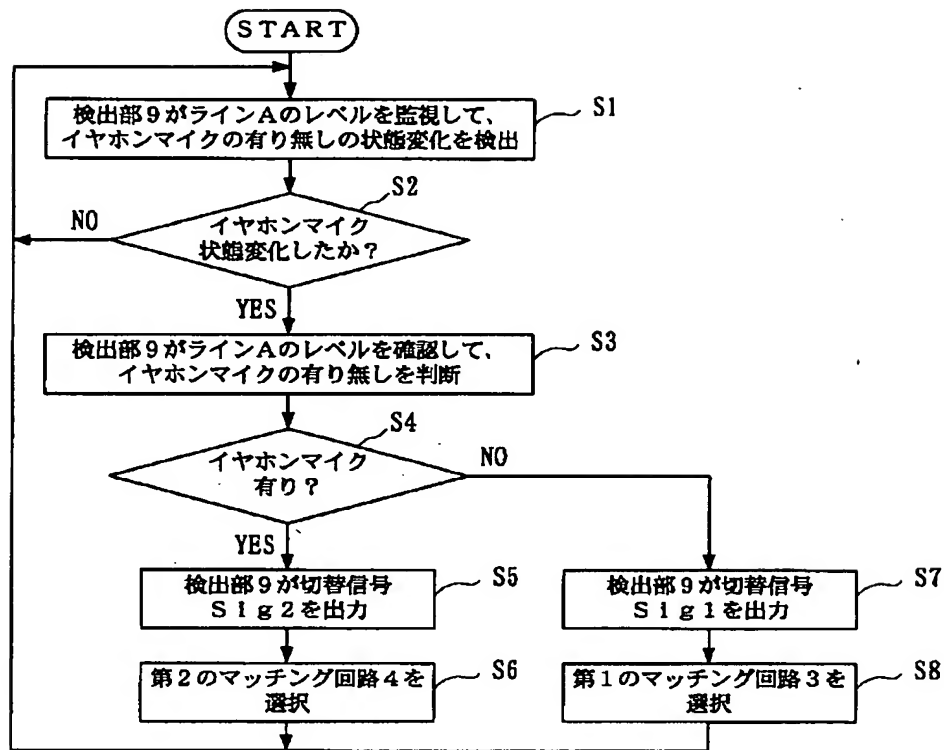 START
検出部9がラインAのレベルを監視して、
イヤホンマイクの有り無しの状態変化を検出
S1
S2
NO
イヤホンマイク
状態変化したか?
YES
検出部9がラインAのレベルを確認して、
イヤホンマイクの有り無しを判断
S3
S4
イヤホンマイク
有り?
NO
YES
検出部9が切替信号
Sig2を出力
S5
検出部9が切替信号
Sig1を出力
S7
第2のマッチング回路4を
選択
S6
第1のマッチング回路3を
選択
S8